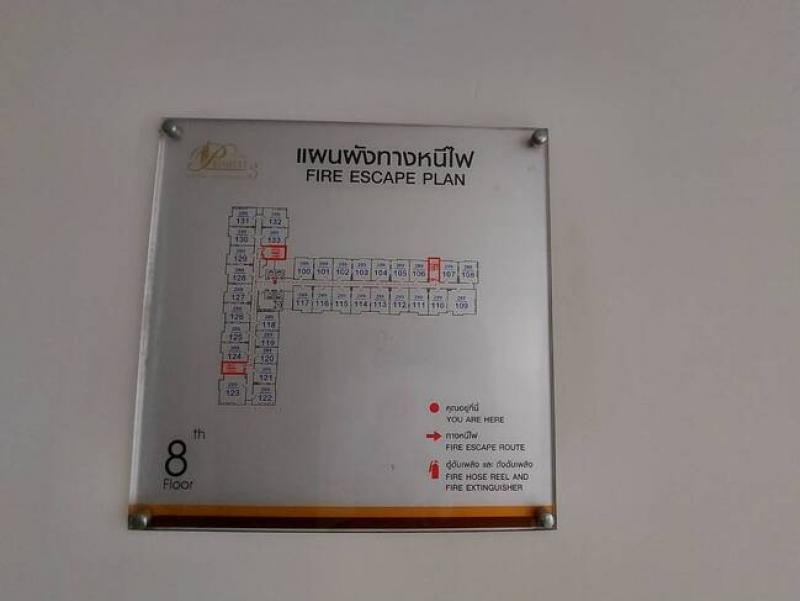 แผนผังทางหนีไฟ
FIRE ESCAPE PLAN
131 132
130 133
129
128
127
126
125
124
123
100 101 102 103 104 105 106 107 108
117 116 115 114 113 112 111 110 109
118
119
120
121
122
คุณอยู่ที่นี่
YOU ARE HERE
ทางหนีไฟ
FIRE ESCAPE ROUTE
ตู้ดับเพลิง และ ถังดับเพลิง
FIRE HOSE REEL AND
FIRE EXTINGUISHER
8th
Floor